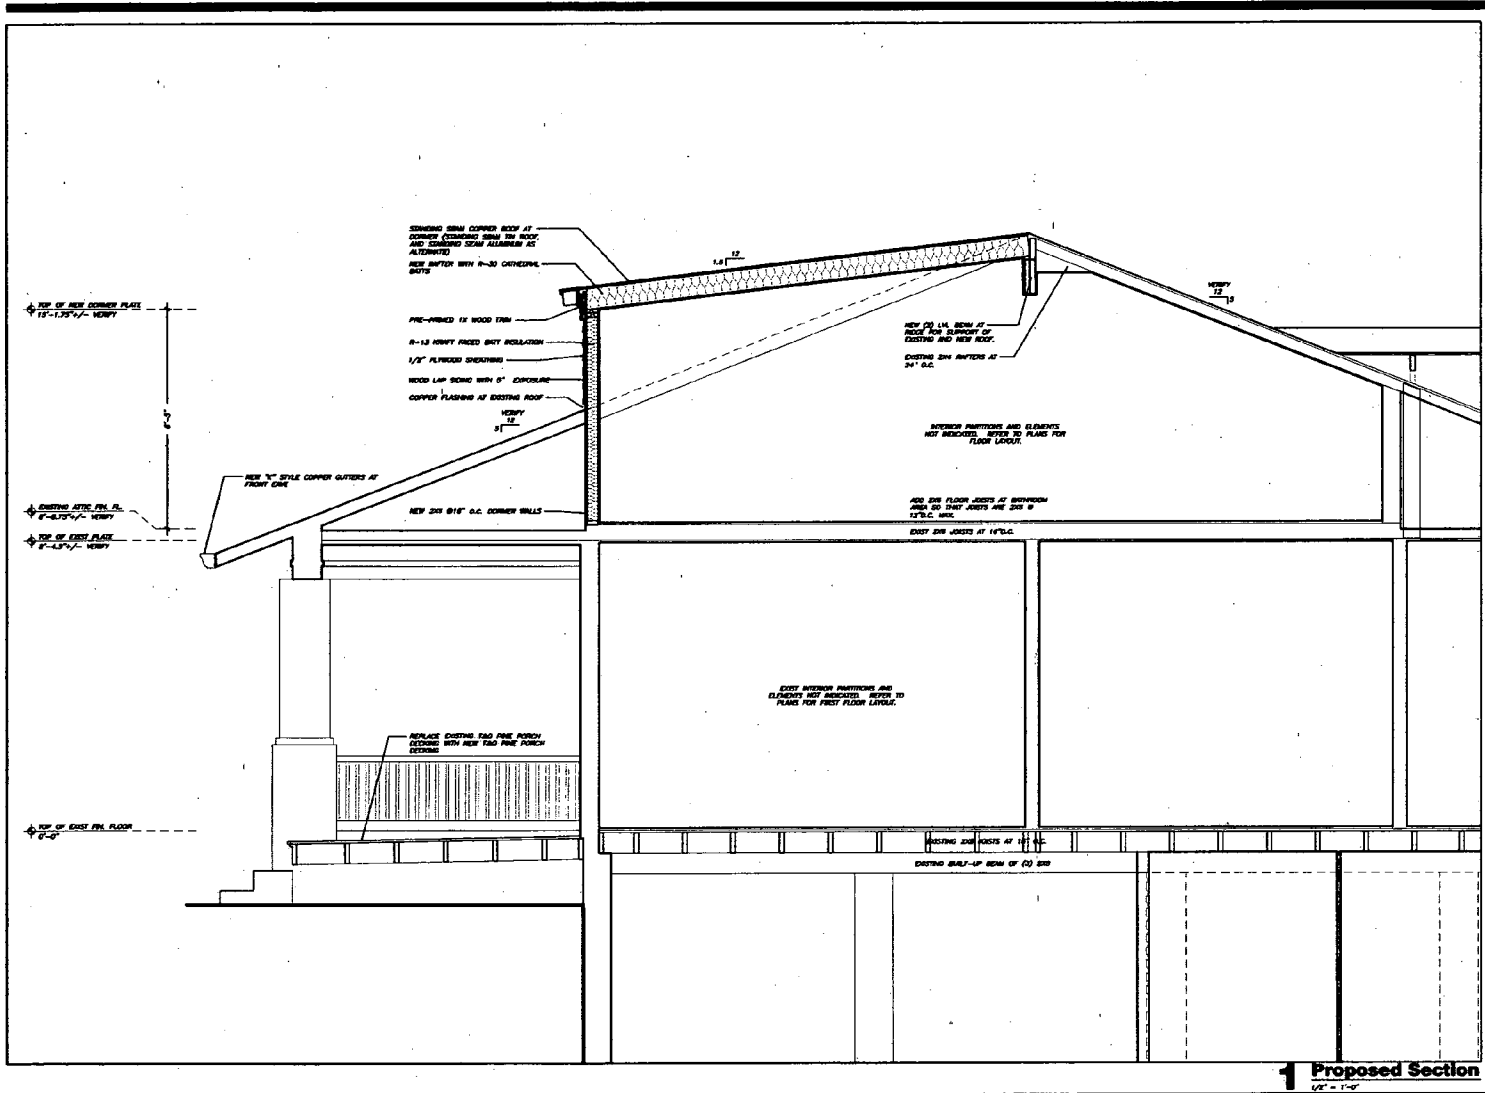 STANDING SEAM COPPER ROOF AT
DORMER (STANDING SEAM TIN ROOF,
AND STANDING SEAM ALUMINUM AS
ALTERNATE)
NEW RAFTER WITH R-30 CATHEDRAL
BATTS
PRE-PRIMED 1X WOOD TRIM
R-13 KRAFT FACED BATT INSULATION
1/2" PLYWOOD SHEATHING
WOOD LAP SIDING WITH 6" EXPOSURE
COPPER FLASHING AT EXISTING ROOF
VERIFY
12
5
NEW "K" STYLE COPPER GUTTERS AT
FRONT EAVE
NEW 2X6 @16" O.C. DORMER WALLS
TOP OF NEW DORMER PLATE
15'-1.75"+/- VERIFY
EXISTING ATTIC FIN. FL.
8'-8.75"+/- VERIFY
TOP OF EXIST PLATE
8'-4.5"+/- VERIFY
TOP OF EXIST FIN. FLOOR
0'-0"
12
1.5
VERIFY
12
5
NEW (2) LVL BEAM AT
RIDGE FOR SUPPORT OF
EXISTING AND NEW ROOF.
EXISTING 2X4 RAFTERS AT
24" O.C.
INTERIOR PARTITIONS AND ELEMENTS
NOT INDICATED. REFER TO PLANS FOR
FLOOR LAYOUT.
ADD 2X6 FLOOR JOISTS AT BATHROOM
AREA SO THAT JOISTS ARE 2X6 @
12"O.C. MAX.
EXIST 2X6 JOISTS AT 16"O.C.
EXIST INTERIOR PARTITIONS AND
ELEMENTS NOT INDICATED. REFER TO
PLANS FOR FIRST FLOOR LAYOUT.
REPLACE EXISTING T&G PINE PORCH
DECKING WITH NEW T&G PINE PORCH
DECKING
EXISTING 2X8 JOISTS AT 16" O.C.
EXISTING BUILT-UP BEAM OF (3) 2X8
1 Proposed Section
1/2" = 1'-0"